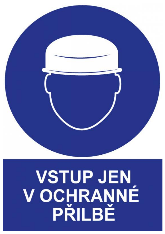 VSTUP JEN
V OCHRANNÉ
PŘILBĚ